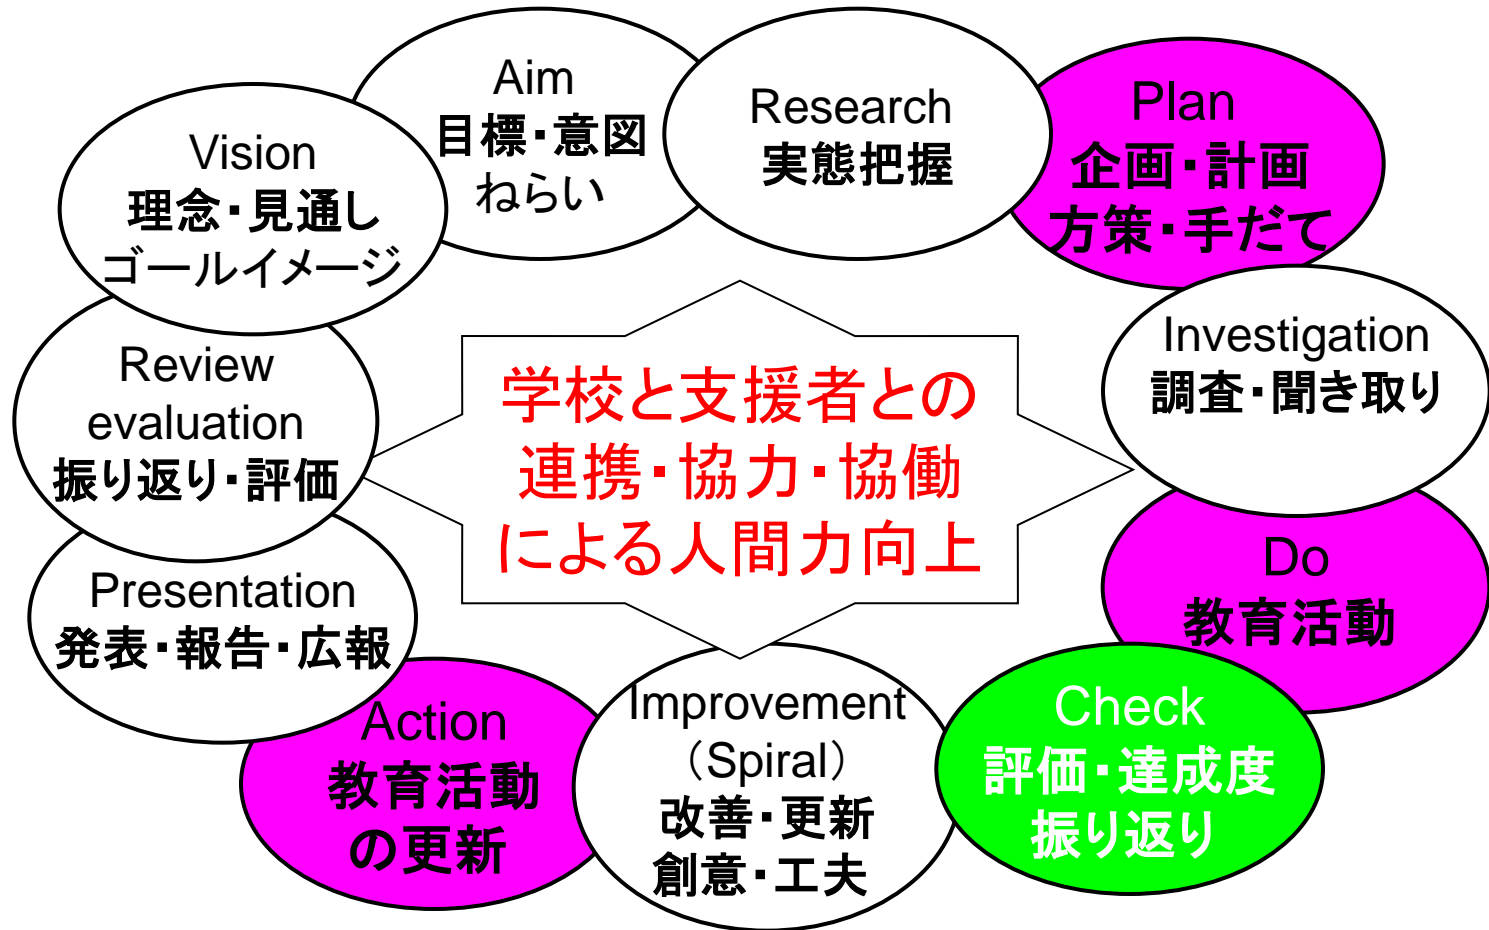 Vision
理念・見通し
ゴールイメージ
Aim
目標・意図
ねらい
Research
実態把握
Plan
企画・計画
方策・手だて
Investigation
調査・聞き取り
Do
教育活動
Check
評価・達成度
振り返り
Improvement
（Spiral）
改善・更新
創意・工夫
Action
教育活動
の更新
Presentation
発表・報告・広報
Review
evaluation
振り返り・評価
学校と支援者との
連携・協力・協働
による人間力向上